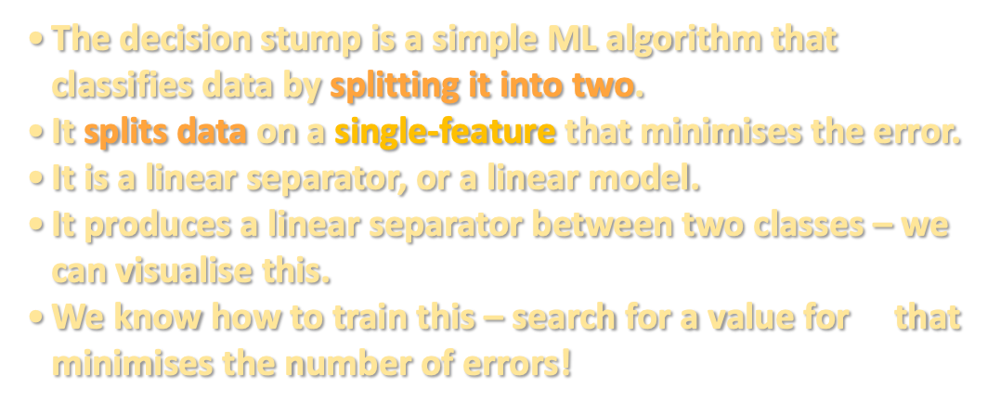 • The decision stump is a simple ML algorithm that
classifies data by splitting it into two.
• It splits data on a single-feature that minimises the error.
• It is a linear separator, or a linear model.
• It produces a linear separator between two classes – we
can visualise this.
• We know how to train this – search for a value for that
minimises the number of errors!